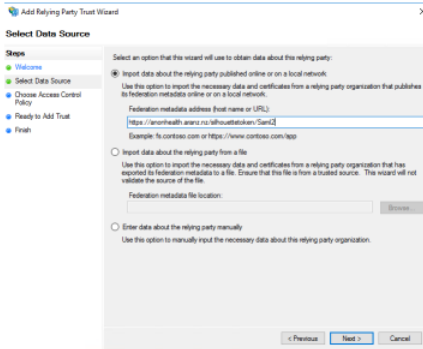 Add Relying Party Trust Wizard
Select Data Source
Steps
Welcome
Select Data Source
Choose Access Control
Policy
Ready to Add Trust
Finish
Select an option that this wizard will use to obtain data about this relying party:
Import data about the relying party published online or on a local network
Use this option to import the necessary data and certificates from a relying party organization that publishes
its federation metadata online or on a local network.
Federation metadata address (host name or URL):
https://anonhealth.aranz.nz/silhouettetoken/Saml2
Example: fs.contoso.com or https://www.contoso.com/app
Import data about the relying party from a file
Use this option to import the necessary data and certificates from a relying party organization that has
exported its federation metadata to a file. Ensure that this file is from a trusted source. This wizard will not
validate the source of the file.
Federation metadata file location:
Browse...
Enter data about the relying party manually
Use this option to manually input the necessary data about this relying party organization.
< Previous
Next >
Cancel